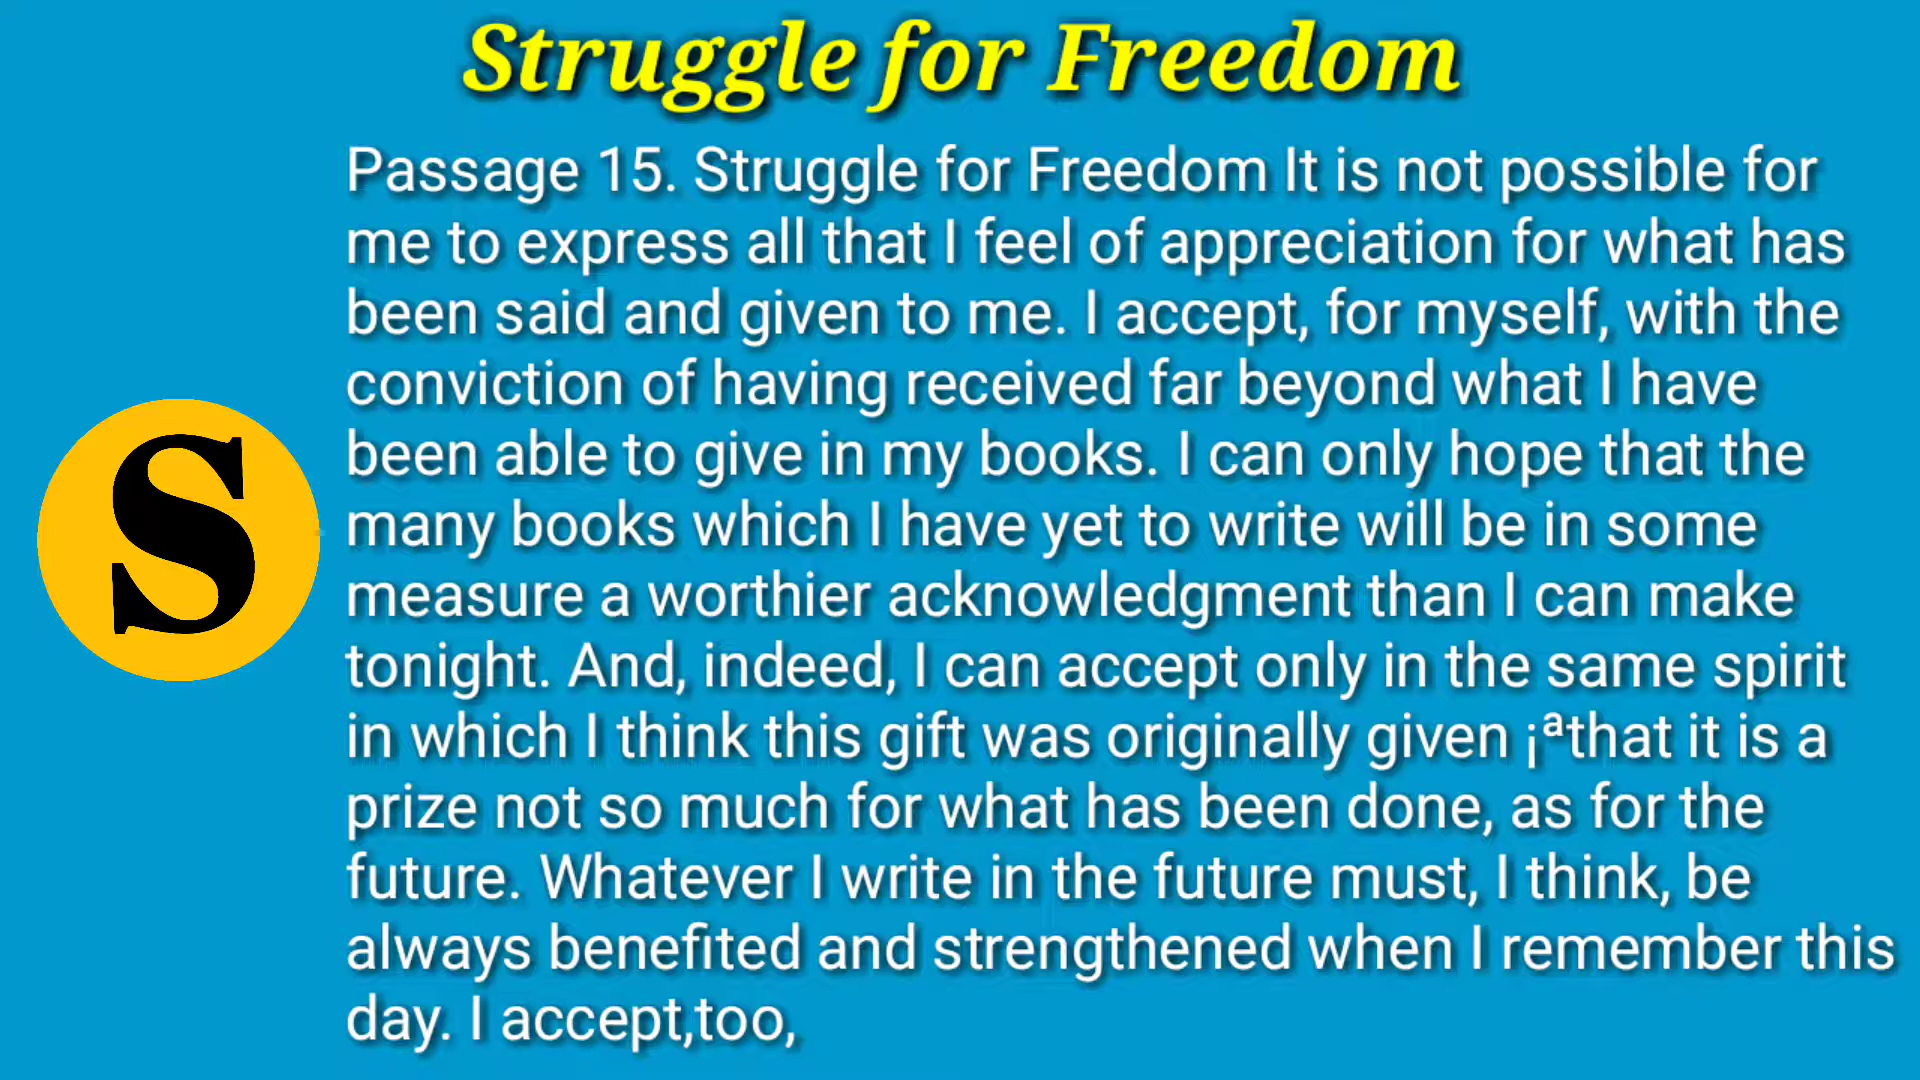 Struggle for Freedom
Passage 15. Struggle for Freedom It is not possible for
me to express all that I feel of appreciation for what has
been said and given to me. I accept, for myself, with the
conviction of having received far beyond what I have
been able to give in my books. I can only hope that the
many books which I have yet to write will be in some
measure a worthier acknowledgment than I can make
tonight. And, indeed, I can accept only in the same spirit
in which I think this gift was originally given ¡ªthat it is a
prize not so much for what has been done, as for the
future. Whatever I write in the future must, I think, be
always benefited and strengthened when I remember this
day. I accept,too,
S